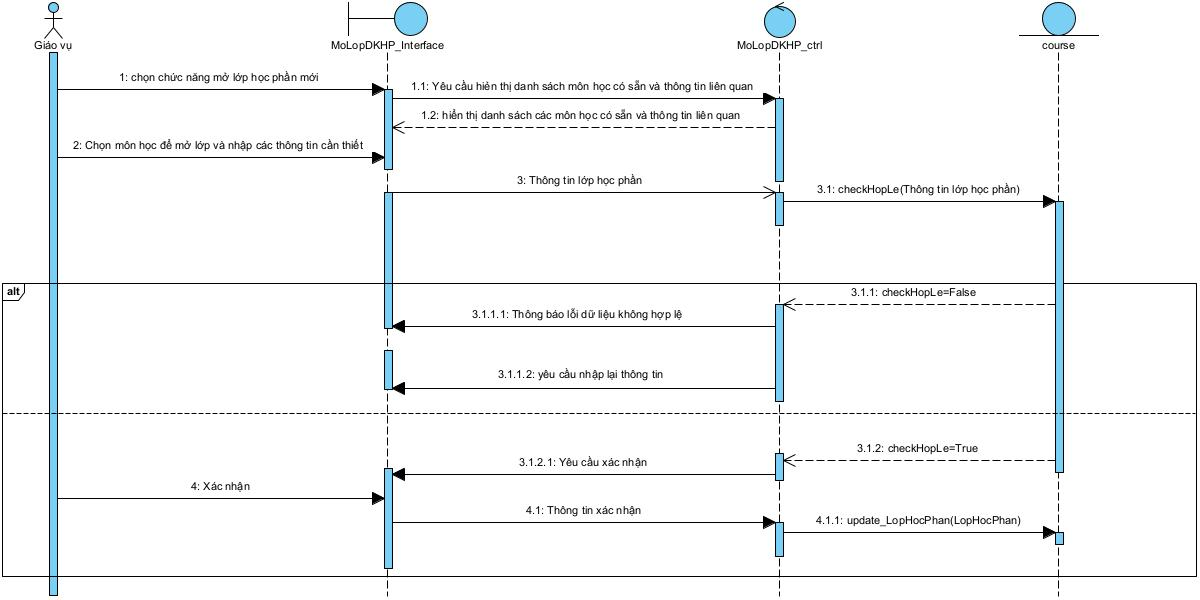 Giáo vụ
MoLopDKHP_Interface
MoLopDKHP_ctrl
course
1: chọn chức năng mở lớp học phần mới
1.1: Yêu cầu hiển thị danh sách môn học có sẵn và thông tin liên quan
1.2: hiển thị danh sách các môn học có sẵn và thông tin liên quan
2: Chọn môn học để mở lớp và nhập các thông tin cần thiết
3: Thông tin lớp học phần
3.1: checkHopLe(Thông tin lớp học phần)
alt
3.1.1: checkHopLe=False
3.1.1.1: Thông báo lỗi dữ liệu không hợp lệ
3.1.1.2: yêu cầu nhập lại thông tin
3.1.2: checkHopLe=True
3.1.2.1: Yêu cầu xác nhận
4: Xác nhận
4.1: Thông tin xác nhận
4.1.1: update_LopHocPhan(LopHocPhan)